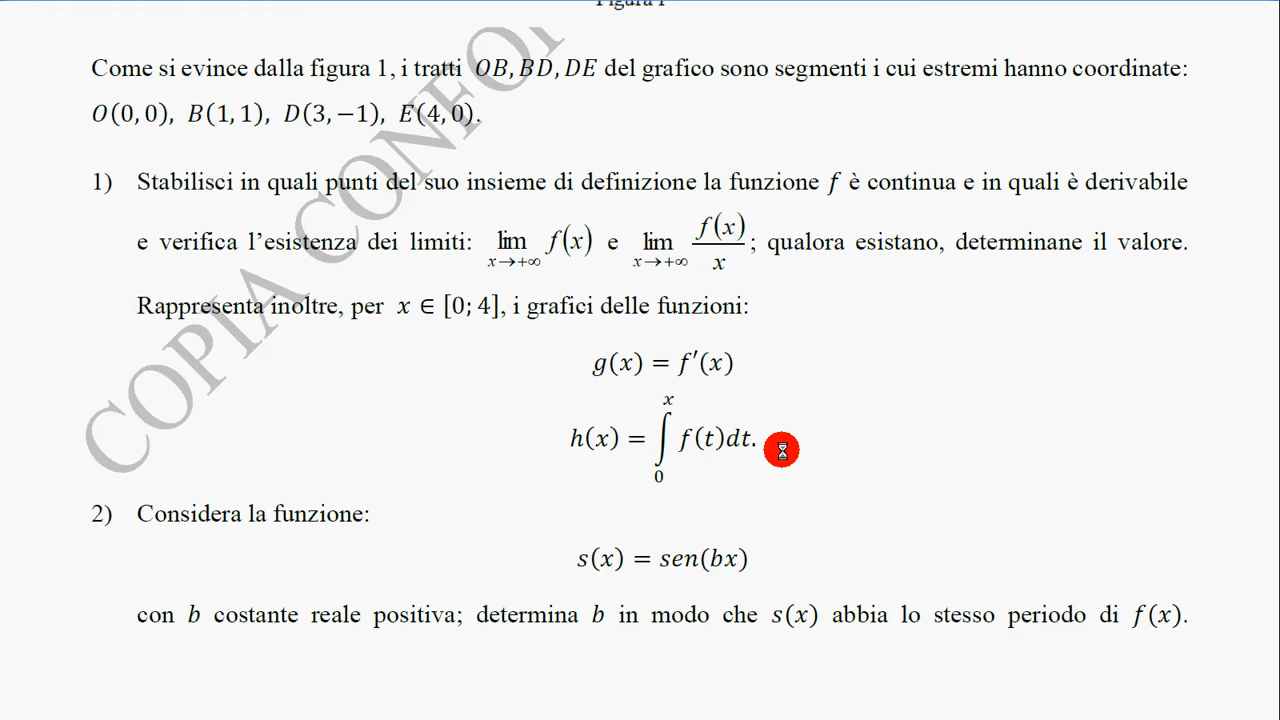 Figura 1
Come si evince dalla figura 1, i tratti OB, BD, DE del grafico sono segmenti i cui estremi hanno coordinate:
O(0,0), B(1,1), D(3,−1), E(4,0).
1) Stabilisci in quali punti del suo insieme di definizione la funzione f è continua e in quali è derivabile
e verifica l’esistenza dei limiti: lim x→+∞ f(x) e lim x→+∞ f(x)/x; qualora esistano, determinane il valore.
Rappresenta inoltre, per x ∈ [0; 4], i grafici delle funzioni:
g(x) = f′(x)
h(x) = ∫₀ˣ f(t)dt.
2) Considera la funzione:
s(x) = sen(bx)
con b costante reale positiva; determina b in modo che s(x) abbia lo stesso periodo di f(x).
COPIA CONFOR